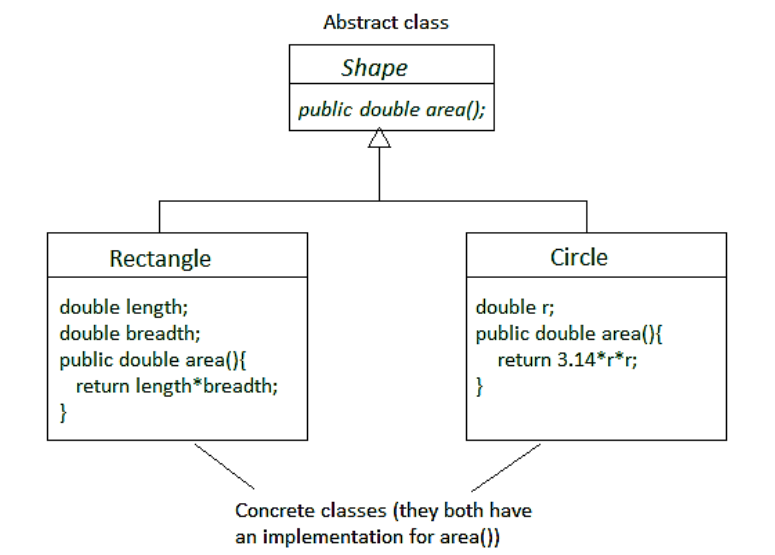 Abstract class
Shape
public double area();
Rectangle
double length;
double breadth;
public double area(){
return length*breadth;
}
Circle
double r;
public double area(){
return 3.14*r*r;
}
Concrete classes (they both have
an implementation for area())